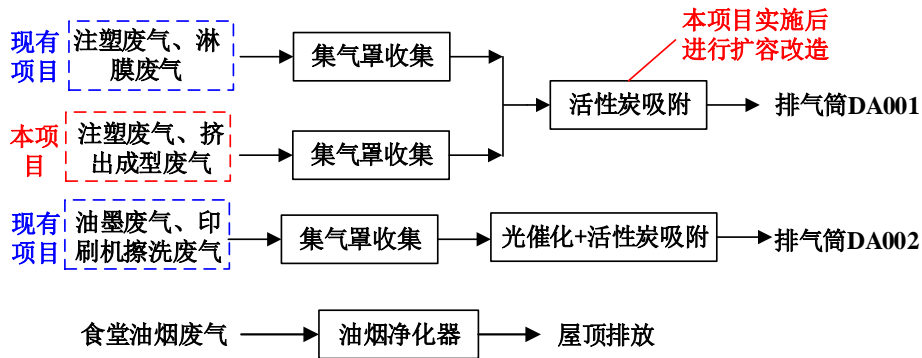 本项目实施后
进行扩容改造
现有
项目
注塑废气、淋
膜废气
集气罩收集
活性炭吸附
排气筒DA001
本项
目
注塑废气、挤
出成型废气
集气罩收集
现有
项目
油墨废气、印
刷机擦洗废气
集气罩收集
光催化+活性炭吸附
排气筒DA002
食堂油烟废气
油烟净化器
屋顶排放